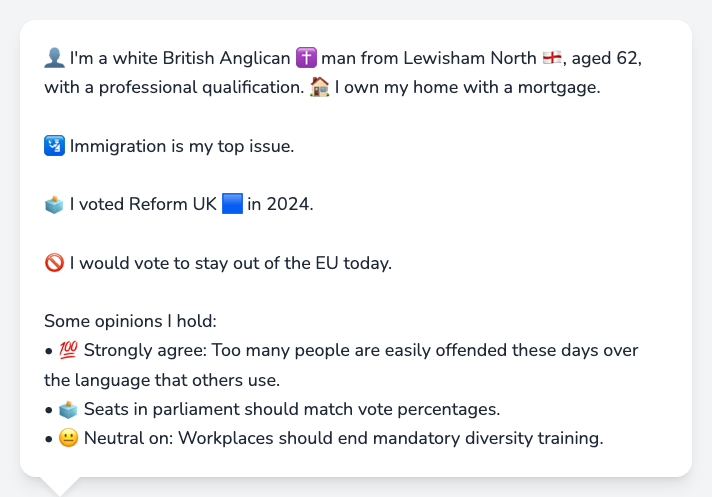 👤 I'm a white British Anglican ✝️ man from Lewisham North 🏴󠁧󠁢󠁥󠁮󠁧󠁿, aged 62,
with a professional qualification. 🏠 I own my home with a mortgage.
🛂 Immigration is my top issue.
🗳️ I voted Reform UK 🟦 in 2024.
🚫 I would vote to stay out of the EU today.
Some opinions I hold:
• 💯 Strongly agree: Too many people are easily offended these days over
the language that others use.
• 🗳️ Seats in parliament should match vote percentages.
• 😐 Neutral on: Workplaces should end mandatory diversity training.